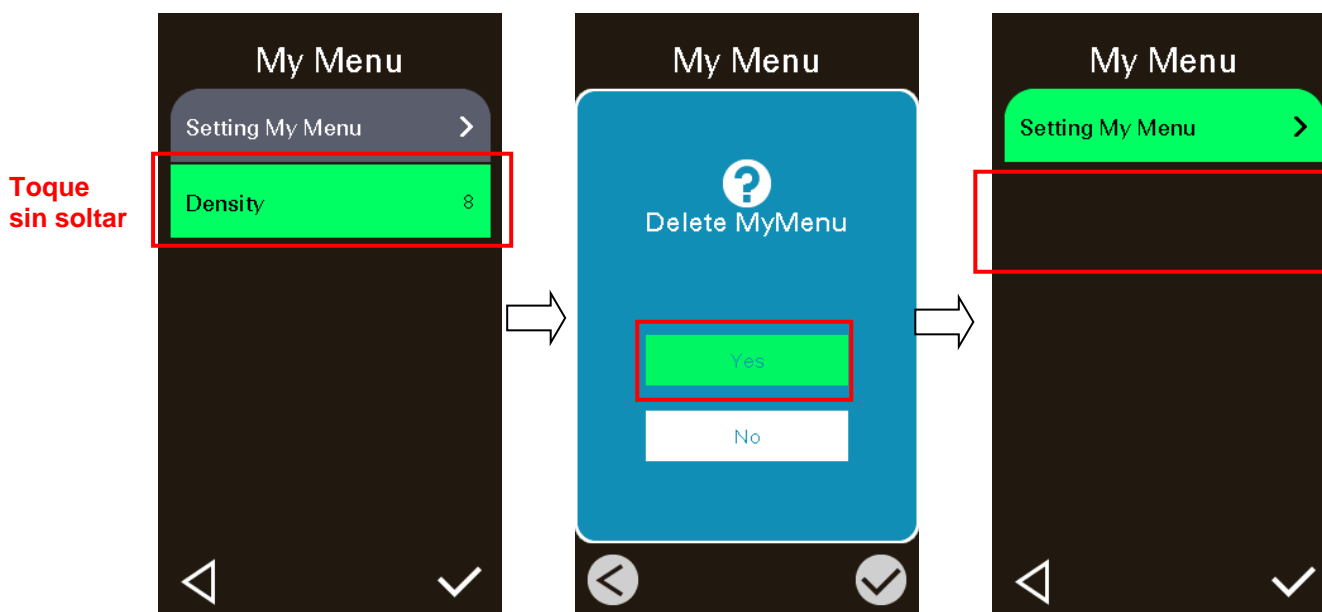 Toque
sin soltar
My Menu
Setting My Menu
Density 8
My Menu
?
Delete MyMenu
Yes
No
My Menu
Setting My Menu